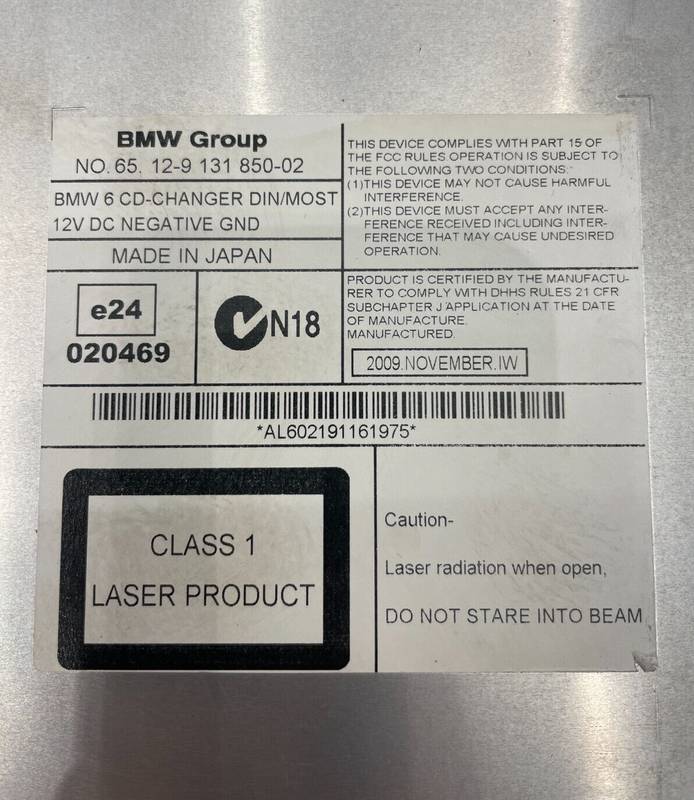 BMW Group
NO. 65. 12-9 131 850-02
BMW 6 CD-CHANGER DIN/MOST
12V DC NEGATIVE GND
MADE IN JAPAN
THIS DEVICE COMPLIES WITH PART 15 OF
THE FCC RULES OPERATION IS SUBJECT TO
THE FOLLOWING TWO CONDITIONS:
(1)THIS DEVICE MAY NOT CAUSE HARMFUL
INTERFERENCE.
(2)THIS DEVICE MUST ACCEPT ANY INTER-
FERENCE RECEIVED INCLUDING INTER-
FERENCE THAT MAY CAUSE UNDESIRED
OPERATION.
e24
020469
N18
PRODUCT IS CERTIFIED BY THE MANUFACTU-
RER TO COMPLY WITH DHHS RULES 21 CFR
SUBCHAPTER J APPLICATION AT THE DATE
OF MANUFACTURE.
MANUFACTURED.
2009.NOVEMBER.IW
*AL602191161975*
CLASS 1
LASER PRODUCT
Caution-
Laser radiation when open,
DO NOT STARE INTO BEAM